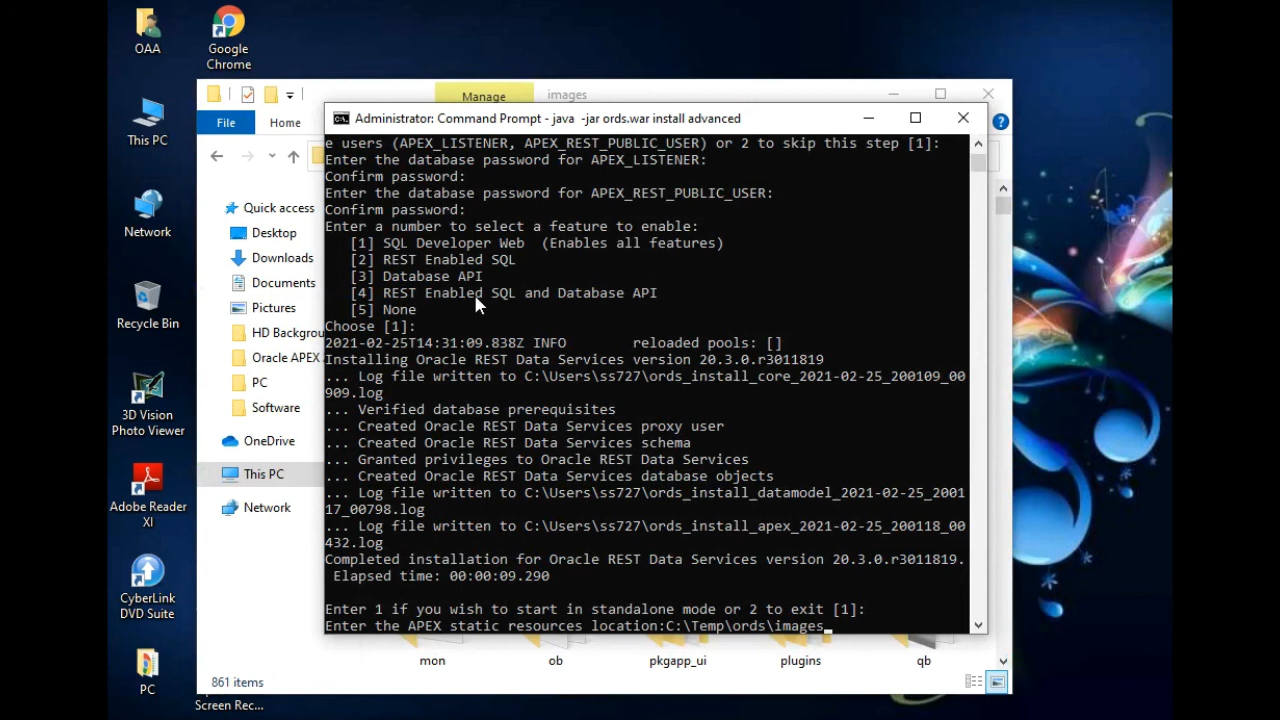 OAA
Google
Chrome
This PC
Network
Recycle Bin
3D Vision
Photo Viewer
Adobe Reader
XI
CyberLink
DVD Suite
PC
Screen Rec...
Manage
images
File
Home
Quick access
Desktop
Downloads
Documents
Pictures
HD Backgrou
Oracle APEX
PC
Software
OneDrive
This PC
Network
Administrator: Command Prompt - java  -jar ords.war install advanced
e users (APEX_LISTENER, APEX_REST_PUBLIC_USER) or 2 to skip this step [1]:
Enter the database password for APEX_LISTENER:
Confirm password:
Enter the database password for APEX_REST_PUBLIC_USER:
Confirm password:
Enter a number to select a feature to enable:
[1] SQL Developer Web  (Enables all features)
[2] REST Enabled SQL
[3] Database API
[4] REST Enabled SQL and Database API
[5] None
Choose [1]:
2021-02-25T14:31:09.838Z INFO        reloaded pools: []
Installing Oracle REST Data Services version 20.3.0.r3011819
... Log file written to C:\Users\ss727\ords_install_core_2021-02-25_200109_00
909.log
... Verified database prerequisites
... Created Oracle REST Data Services proxy user
... Created Oracle REST Data Services schema
... Granted privileges to Oracle REST Data Services
... Created Oracle REST Data Services database objects
... Log file written to C:\Users\ss727\ords_install_datamodel_2021-02-25_2001
17_00798.log
... Log file written to C:\Users\ss727\ords_install_apex_2021-02-25_200118_00
432.log
Completed installation for Oracle REST Data Services version 20.3.0.r3011819.
Elapsed time: 00:00:09.290
Enter 1 if you wish to start in standalone mode or 2 to exit [1]:
Enter the APEX static resources location:C:\Temp\ords\images
mon
ob
pkgapp_ui
plugins
qb
861 items